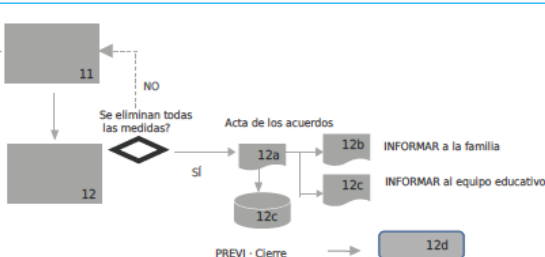 11
NO
Se eliminan todas
las medidas?
Acta de los acuerdos
12
SÍ
12a
12b
INFORMAR a la familia
12c
INFORMAR al equipo educativo
12c
PREVI · Cierre
12d